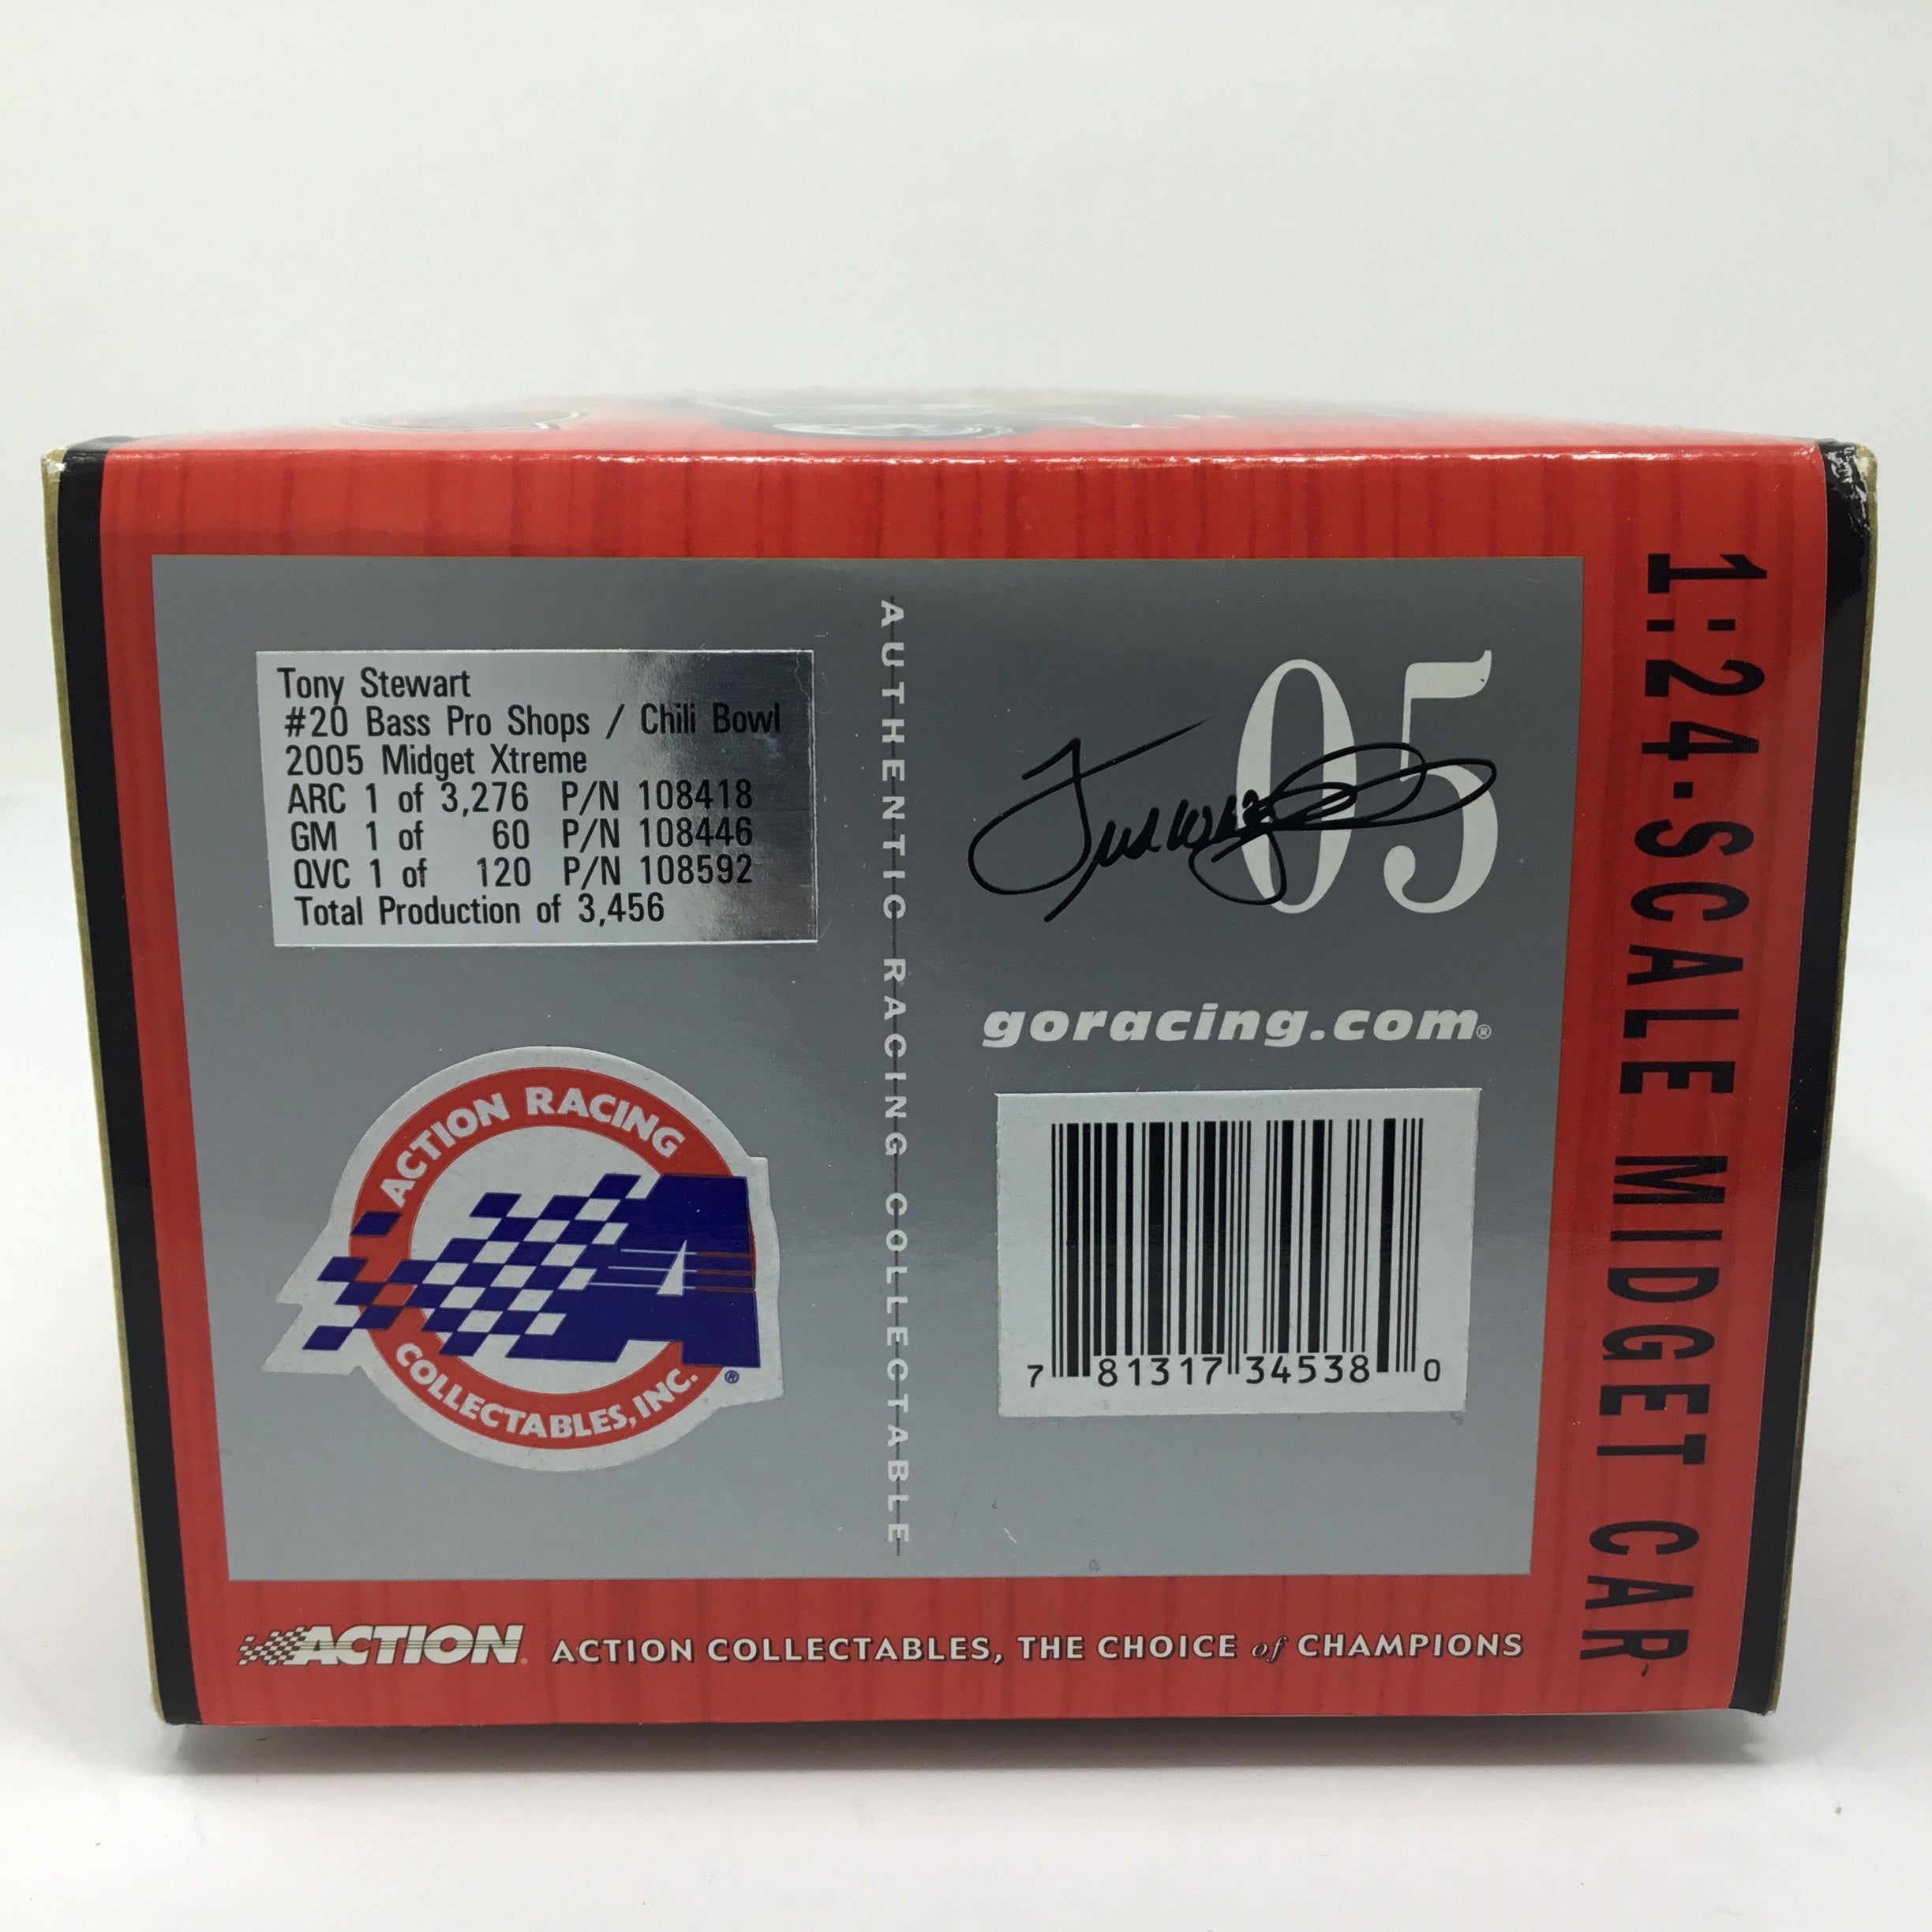 Tony Stewart
#20 Bass Pro Shops / Chili Bowl
2005 Midget Xtreme
ARC 1 of 3,276 P/N 108418
GM 1 of 60 P/N 108446
QVC 1 of 120 P/N 108592
Total Production of 3,456
ACTION RACING
COLLECTABLES, INC.
®
AUTHENTIC RACING COLLECTABLE
05
goracing.com®
7 81317 34538 0
1:24-SCALE MIDGET CAR
ACTION
ACTION COLLECTABLES, THE CHOICE of CHAMPIONS